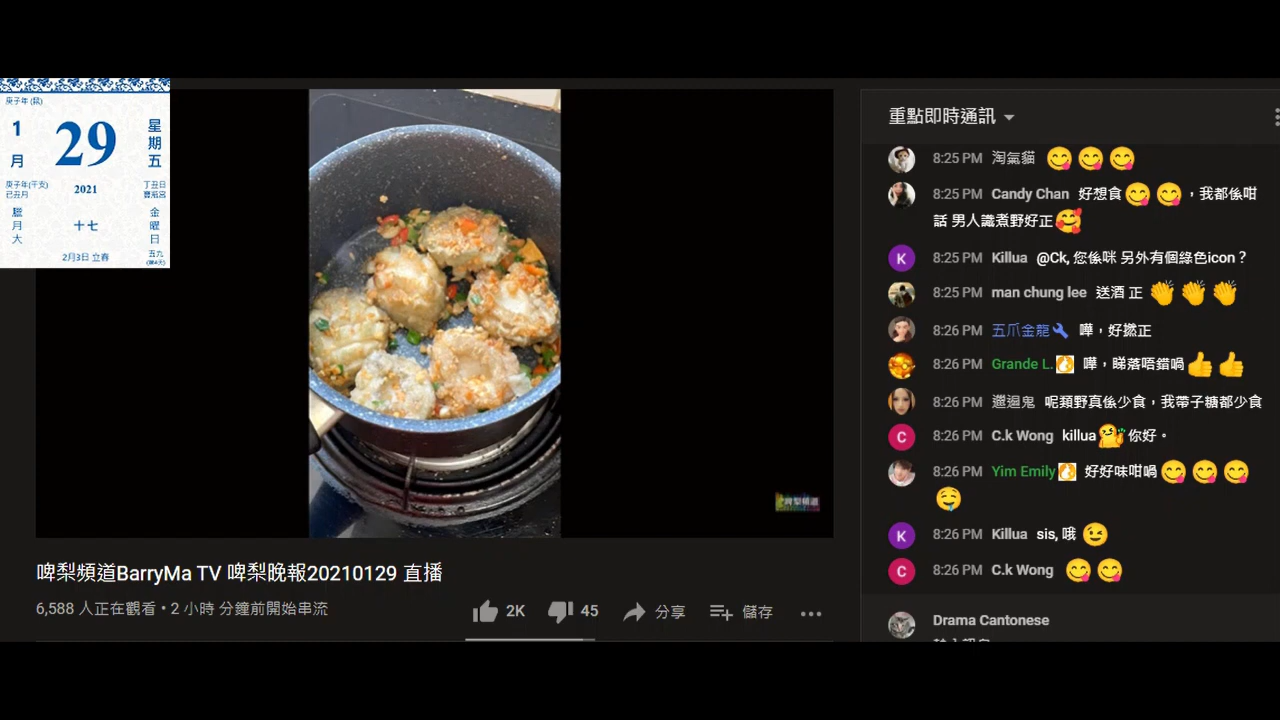 庚子年 (鼠)
1
月
29
星
期
五
庚子年(干支)
己丑月
2021
丁丑日
寶瓶宮
臘
月
大
十七
金
曜
日
2月3日 立春
五九
啤梨頻道
啤梨頻道BarryMa TV 啤梨晚報20210129 直播
6,588 人正在觀看 • 2 小時 分鐘前開始串流
2K
45
分享
儲存
重點即時通訊
8:25 PM 淘氣貓 😋😋😋
8:25 PM Candy Chan 好想食😋😋，我都係咁
話 男人識煮野好正🥰
8:25 PM Killua @Ck, 您係咪 另外有個綠色icon？
8:25 PM man chung lee 送酒 正 👏👏👏
8:26 PM 五爪金龍 嘩，好撚正
8:26 PM Grande L. 嘩，睇落唔錯喎👍👍
8:26 PM 邋遢鬼 呢類野真係少食，我帶子糖都少食
8:26 PM C.k Wong killua 你好。
8:26 PM Yim Emily 好好味咁喎😋😋😋
🤤
8:26 PM Killua sis, 哦 😉
8:26 PM C.k Wong 😋😋
Drama Cantonese